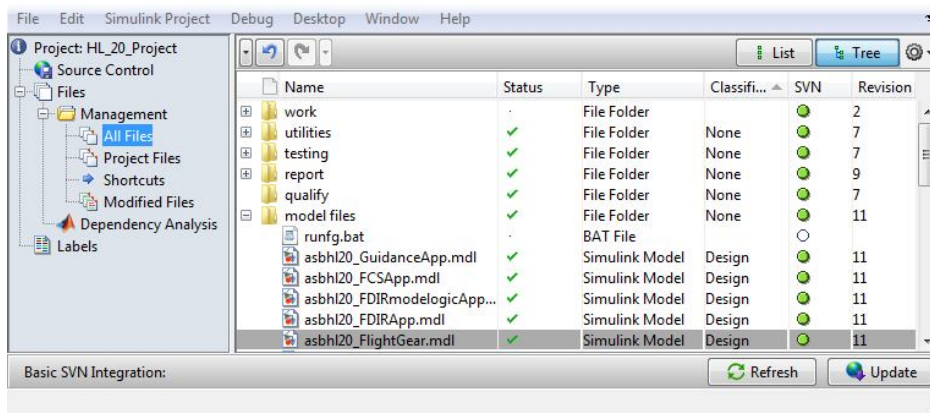 File Edit Simulink Project Debug Desktop Window Help
Project: HL_20_Project
Source Control
Files
Management
All Files
Project Files
Shortcuts
Modified Files
Dependency Analysis
Labels
List Tree
Name Status Type Classifi... SVN Revision
work File Folder 2
utilities File Folder None 7
testing File Folder None 7
report File Folder None 9
qualify File Folder None 7
model files File Folder None 11
runfg.bat BAT File
asbhl20_GuidanceApp.mdl Simulink Model Design 11
asbhl20_FCSApp.mdl Simulink Model Design 11
asbhl20_FDIRmodelogicApp... Simulink Model Design 11
asbhl20_FDIRApp.mdl Simulink Model Design 11
asbhl20_FlightGear.mdl Simulink Model Design 11
Basic SVN Integration: Refresh Update